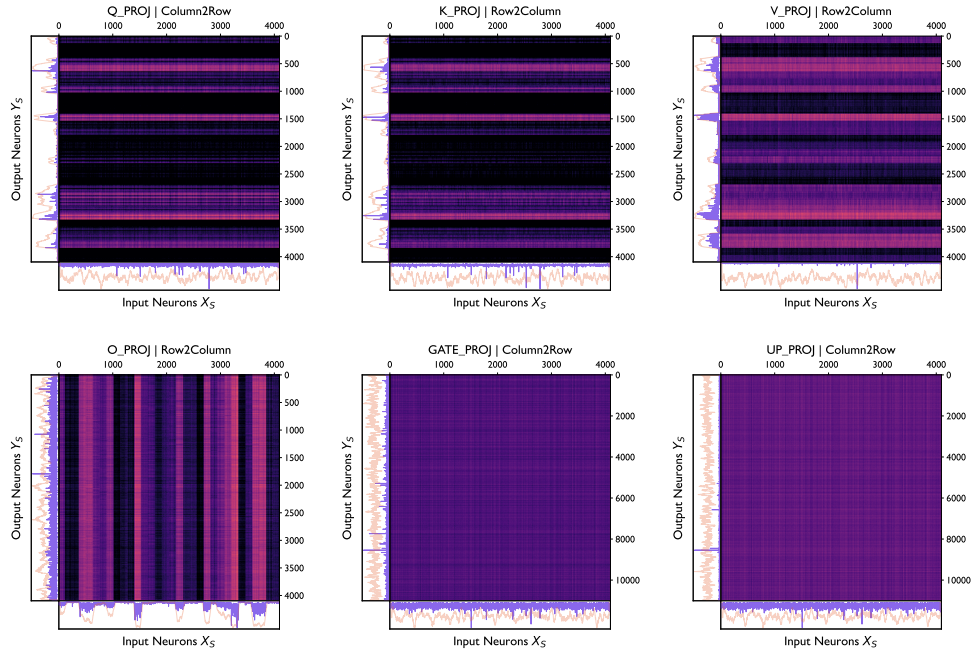 Q_PROJ | Column2Row
0 1000 2000 3000 4000
0
500
1000
1500
2000
2500
3000
3500
4000
Output Neurons Y_S
Input Neurons X_S
K_PROJ | Row2Column
0 1000 2000 3000 4000
0
500
1000
1500
2000
2500
3000
3500
4000
Output Neurons Y_S
Input Neurons X_S
V_PROJ | Row2Column
0 1000 2000 3000 4000
0
500
1000
1500
2000
2500
3000
3500
4000
Output Neurons Y_S
Input Neurons X_S
O_PROJ | Row2Column
0 1000 2000 3000 4000
0
500
1000
1500
2000
2500
3000
3500
4000
Output Neurons Y_S
Input Neurons X_S
GATE_PROJ | Column2Row
0 1000 2000 3000 4000
0
2000
4000
6000
8000
10000
Output Neurons Y_S
Input Neurons X_S
UP_PROJ | Column2Row
0 1000 2000 3000 4000
0
2000
4000
6000
8000
10000
Output Neurons Y_S
Input Neurons X_S